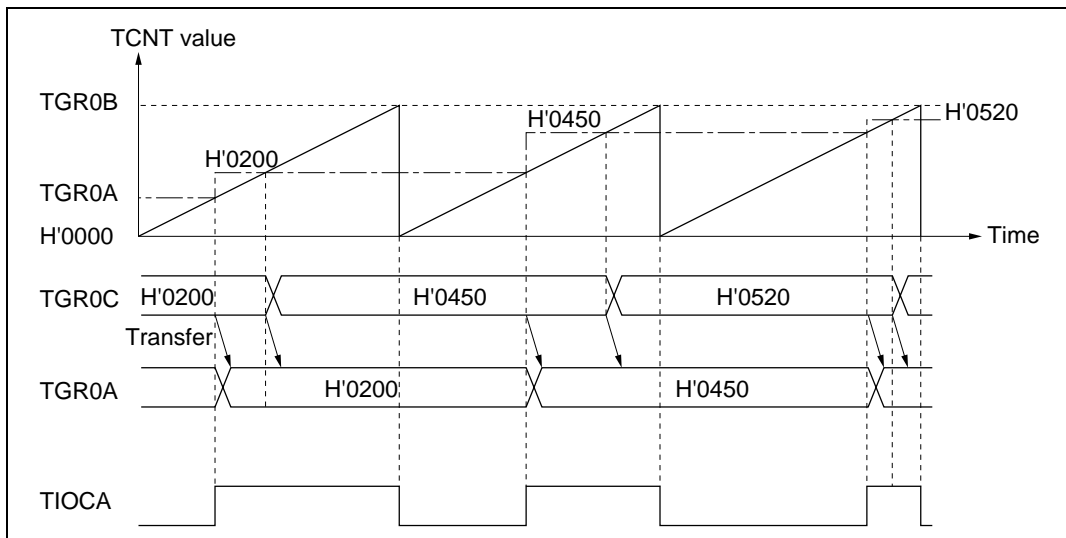 TCNT value
TGR0B
H'0450
H'0520
H'0200
TGR0A
H'0000
Time
TGR0C
H'0200
H'0450
H'0520
Transfer
TGR0A
H'0200
H'0450
TIOCA